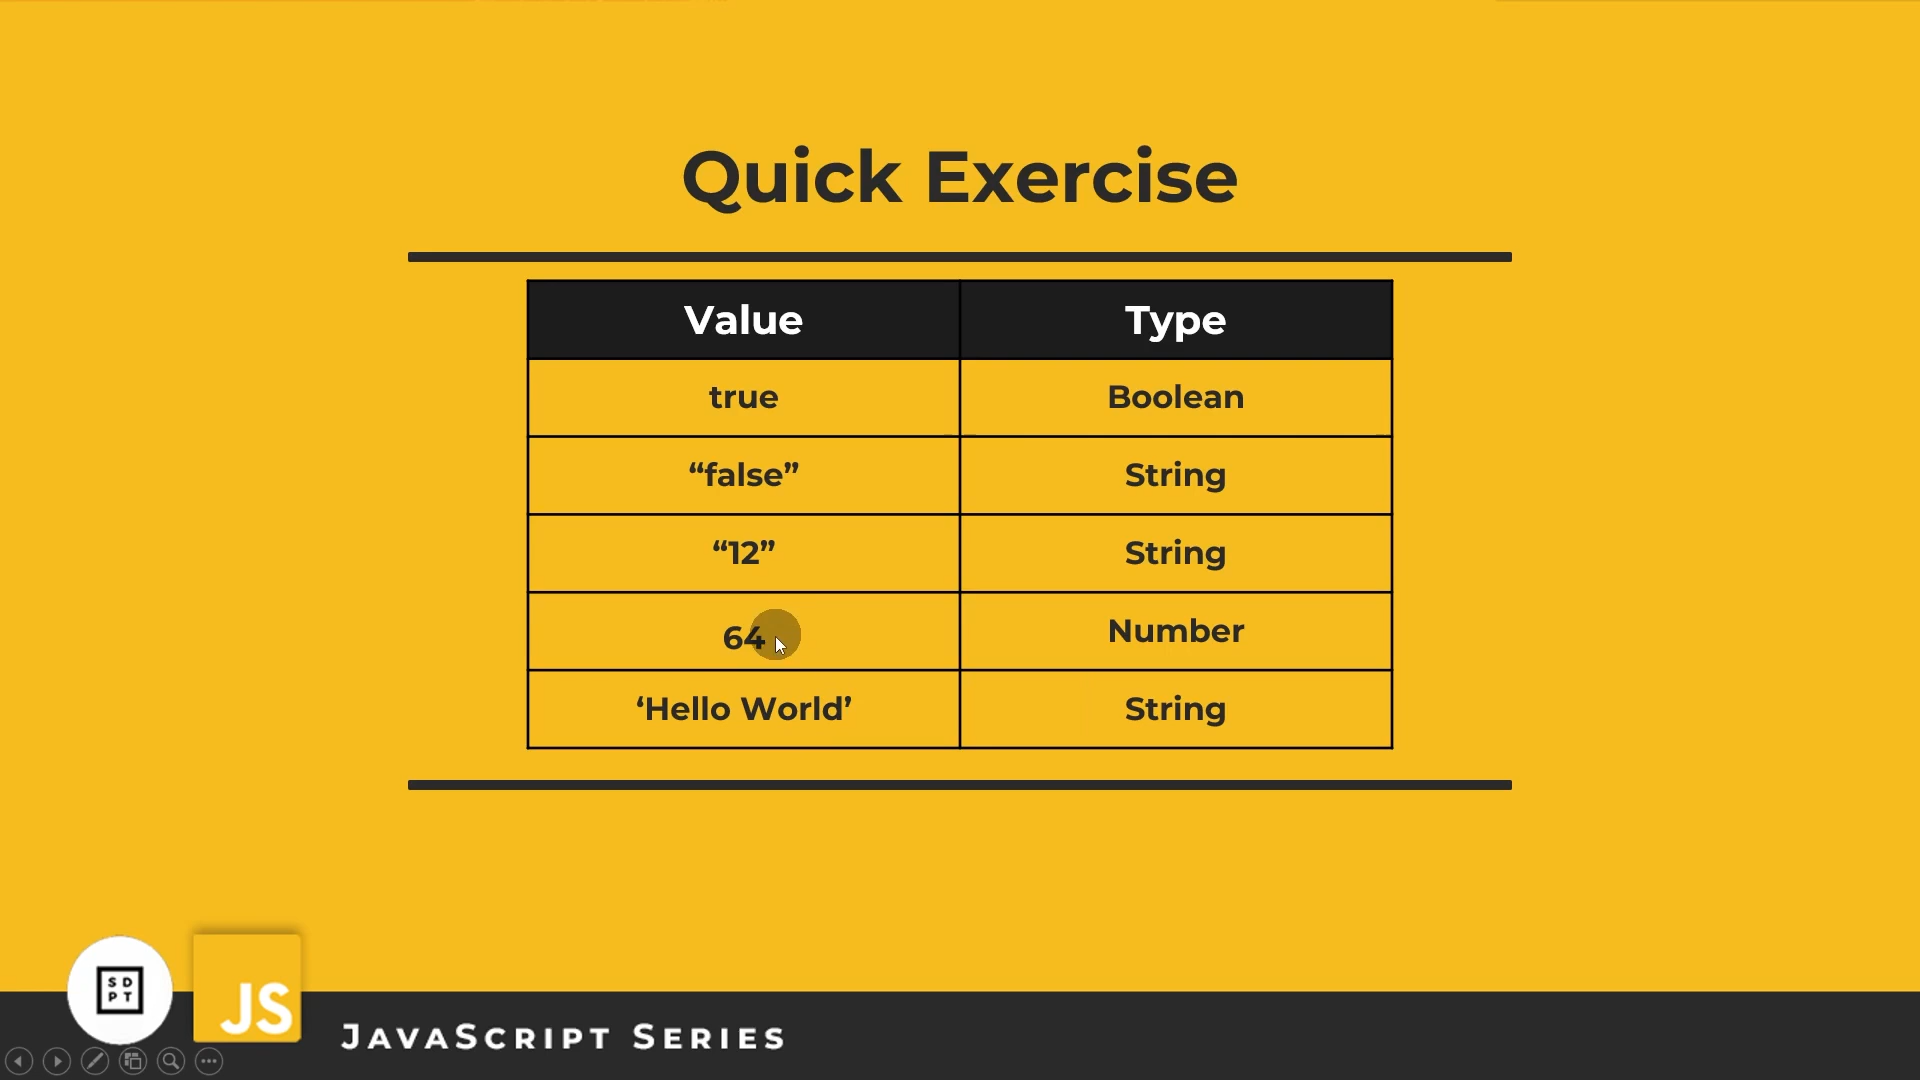 Quick Exercise
Value Type
true Boolean
“false” String
“12” String
64 Number
‘Hello World’ String
S D
P T
JS
JAVASCRIPT SERIES